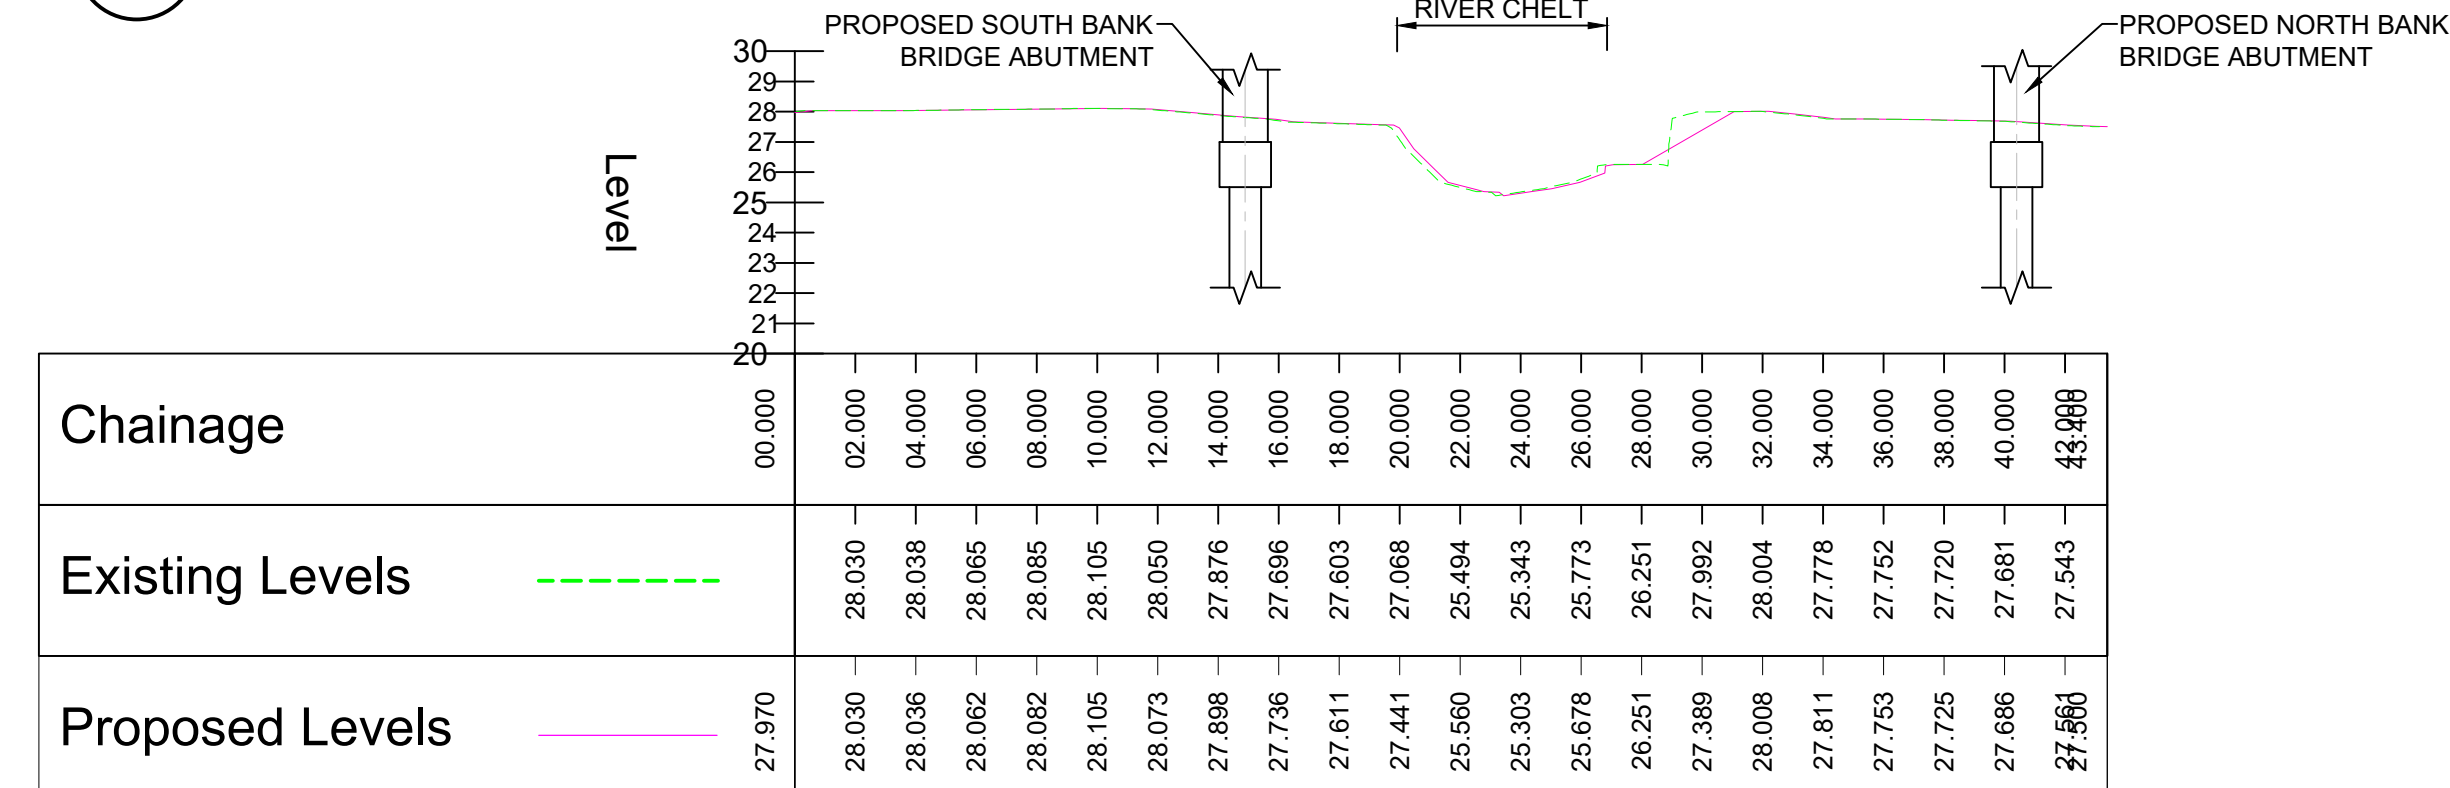 RIVER CHELT
PROPOSED SOUTH BANK
BRIDGE ABUTMENT
PROPOSED NORTH BANK
BRIDGE ABUTMENT
Level
30
29
28
27
26
25
24
23
22
21
20
Chainage
00.000 02.000 04.000 06.000 08.000 10.000 12.000 14.000 16.000 18.000 20.000 22.000 24.000 26.000 28.000 30.000 32.000 34.000 36.000 38.000 40.000 42.000 43.400
Existing Levels
28.030 28.038 28.065 28.085 28.105 28.050 27.876 27.696 27.603 27.068 25.494 25.343 25.773 26.251 27.992 28.004 27.778 27.752 27.720 27.681 27.543
Proposed Levels
27.970 28.030 28.036 28.062 28.082 28.105 28.073 27.898 27.736 27.611 27.441 25.560 25.303 25.678 26.251 27.389 28.008 27.811 27.753 27.725 27.686 27.561 27.500